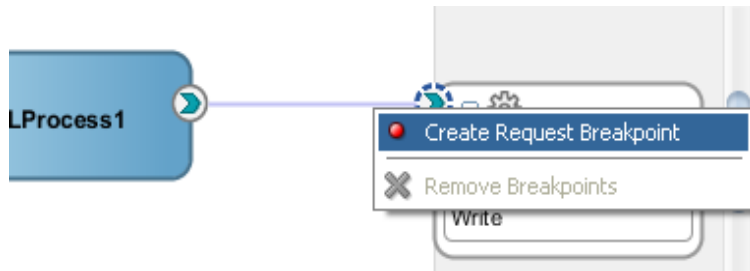 LProcess1
Create Request Breakpoint
Remove Breakpoints
Write